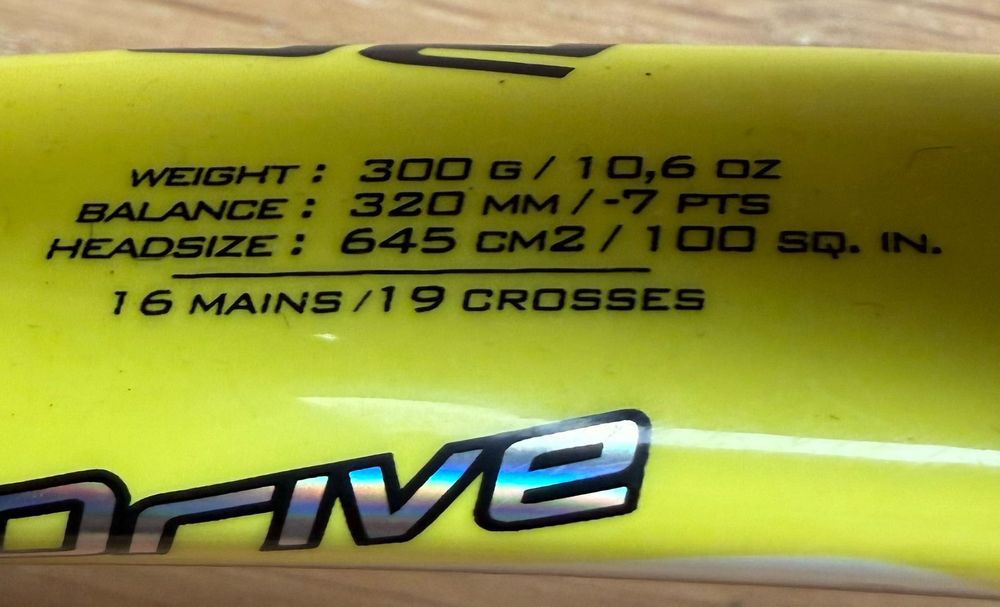 WEIGHT : 300 G / 10,6 OZ
BALANCE : 320 MM / -7 PTS
HEADSIZE : 645 CM2 / 100 SQ. IN.
16 MAINS / 19 CROSSES
Drive